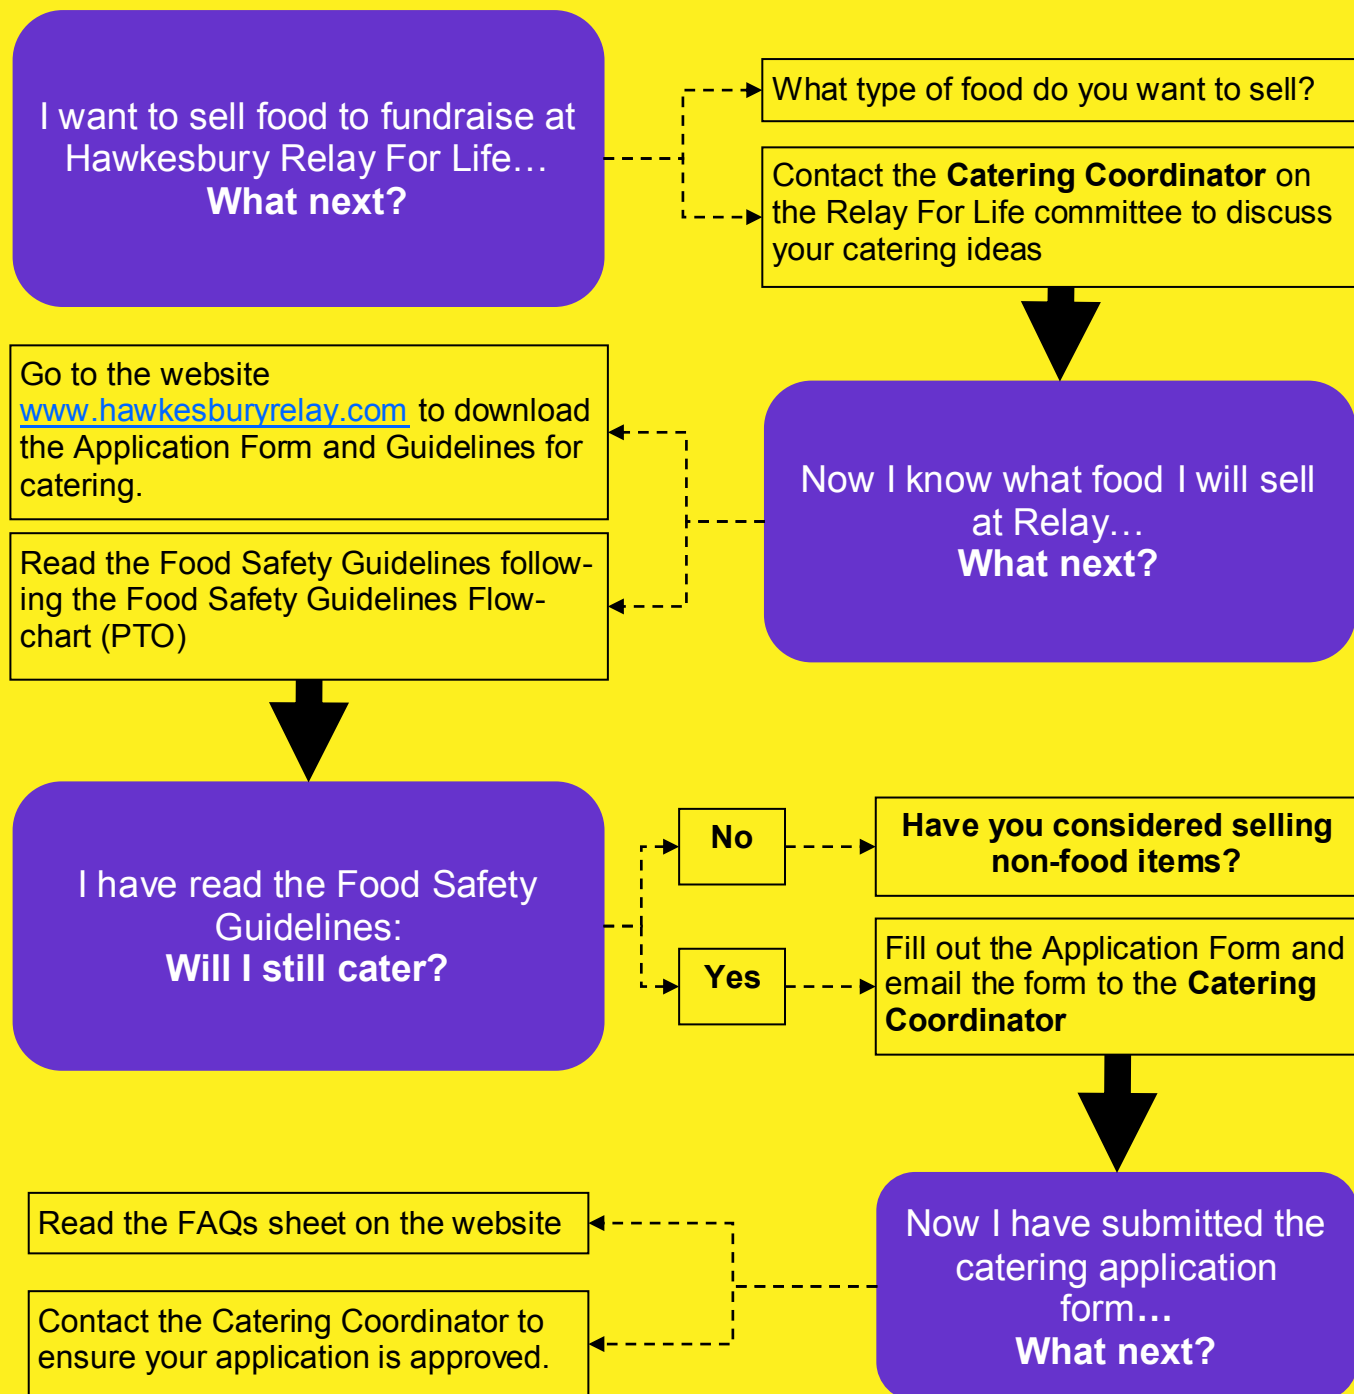 I want to sell food to fundraise at
Hawkesbury Relay For Life…
What next?
What type of food do you want to sell?
Contact the Catering Coordinator on
the Relay For Life committee to discuss
your catering ideas
Now I know what food I will sell
at Relay…
What next?
Go to the website
www.hawkesburyrelay.com to download
the Application Form and Guidelines for
catering.
Read the Food Safety Guidelines follow-
ing the Food Safety Guidelines Flow-
chart (PTO)
I have read the Food Safety
Guidelines:
Will I still cater?
No
Have you considered selling
non-food items?
Yes
Fill out the Application Form and
email the form to the Catering
Coordinator
Now I have submitted the
catering application
form…
What next?
Read the FAQs sheet on the website
Contact the Catering Coordinator to
ensure your application is approved.